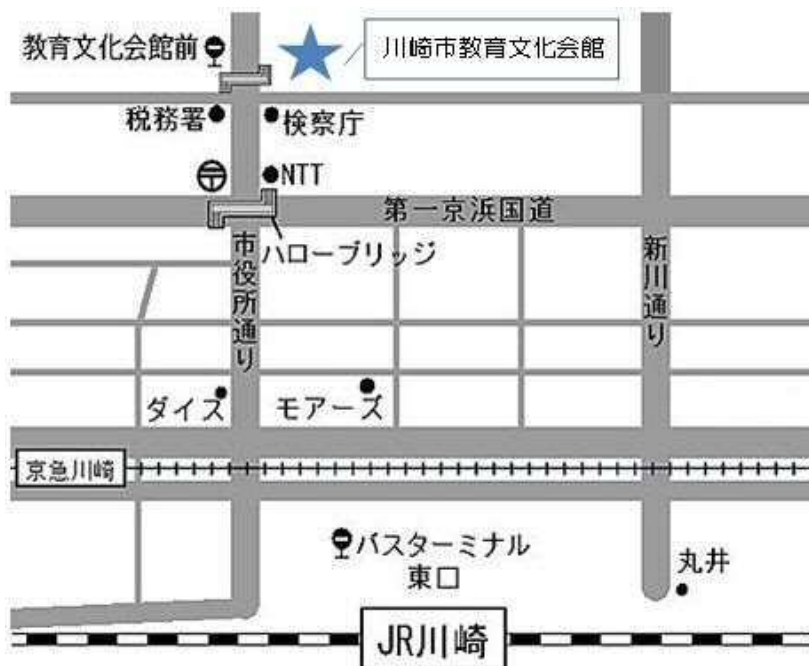 教育文化会館前
川崎市教育文化会館
税務署
検察庁
〶
NTT
第一京浜国道
ハローブリッジ
市役所通り
新川通り
ダイス
モアーズ
京急川崎
バスターミナル
東口
丸井
JR川崎